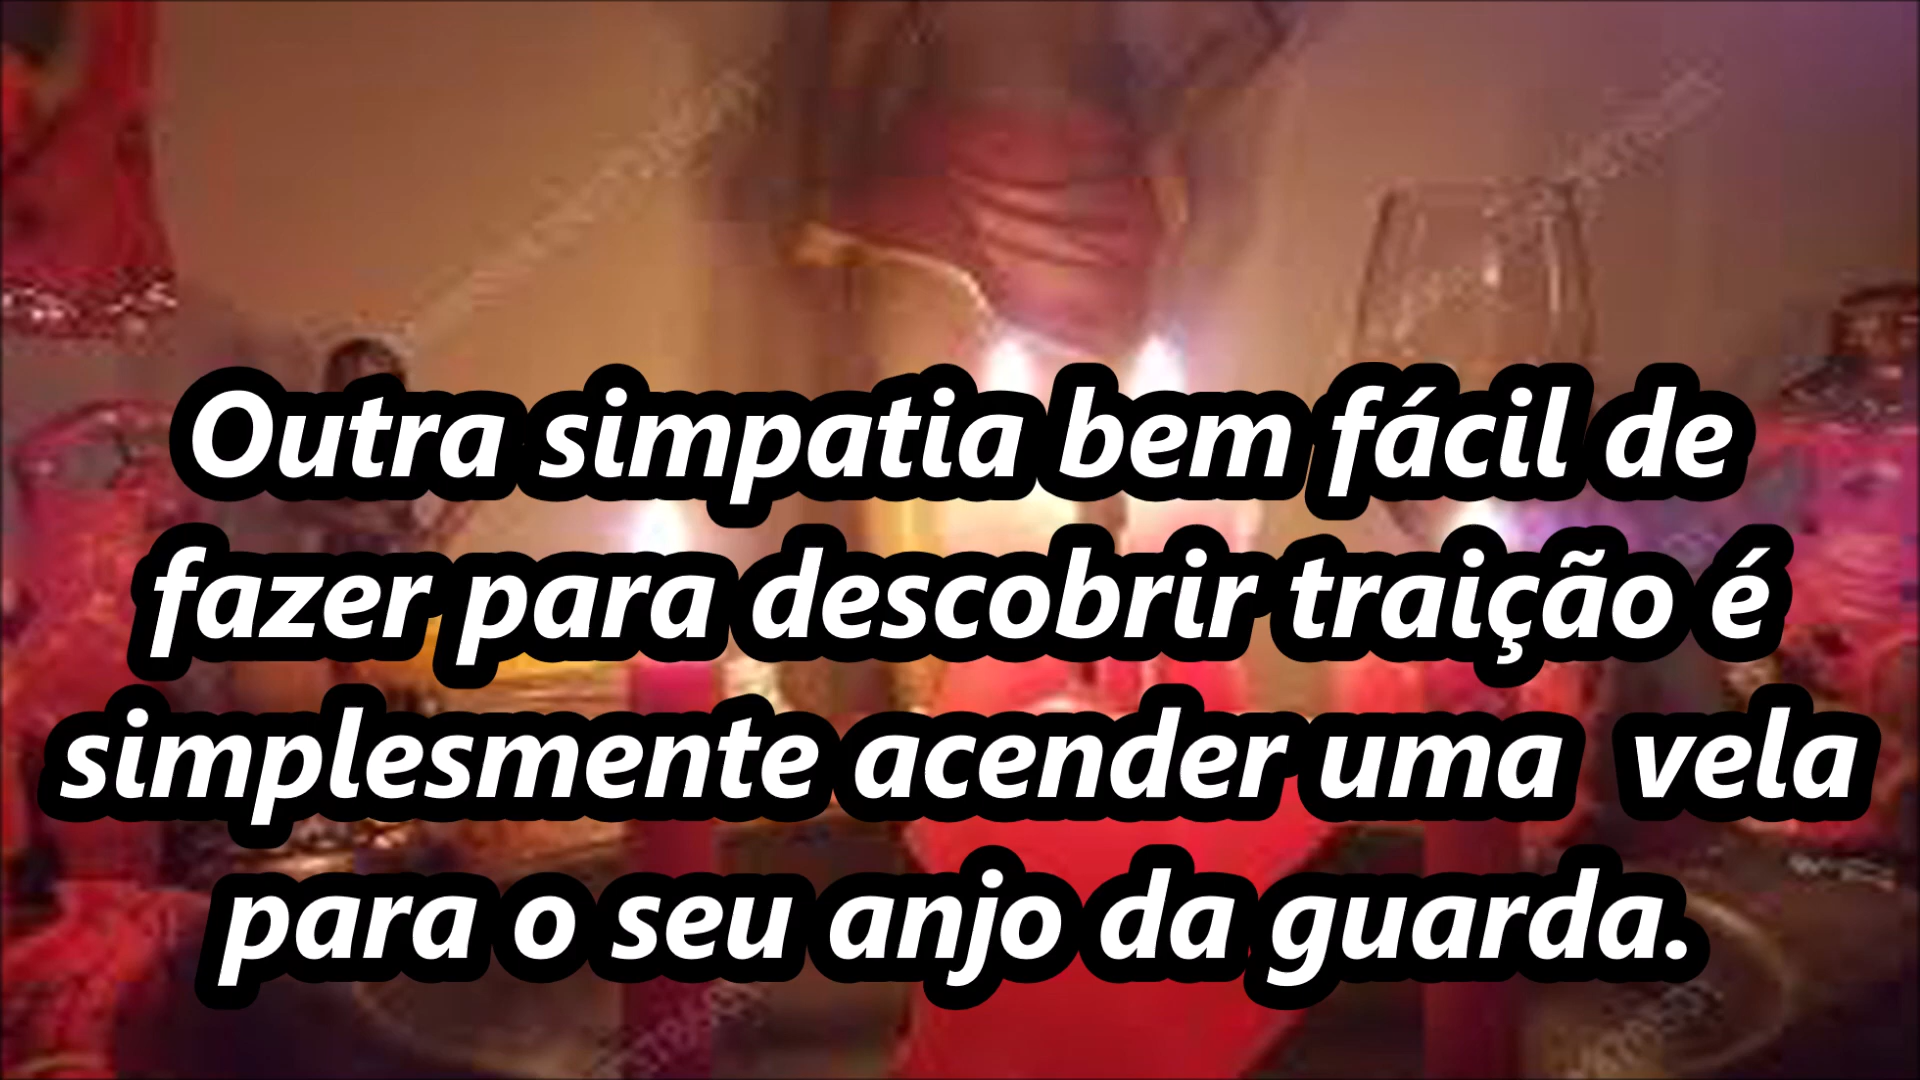 Outra simpatia bem fácil de
fazer para descobrir traição é
simplesmente acender uma  vela
para o seu anjo da guarda.